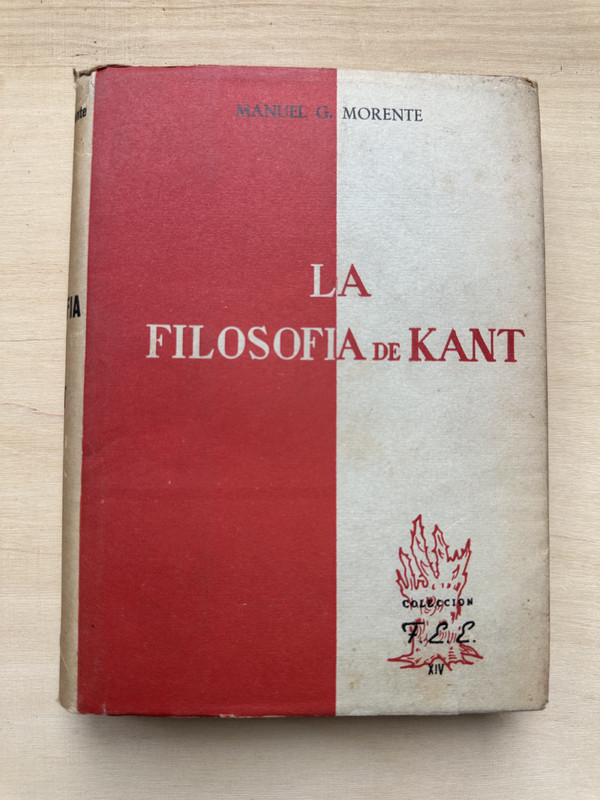 MANUEL G. MORENTE
LA
FILOSOFIA DE KANT
COLECCION
F. E. E.
XIV